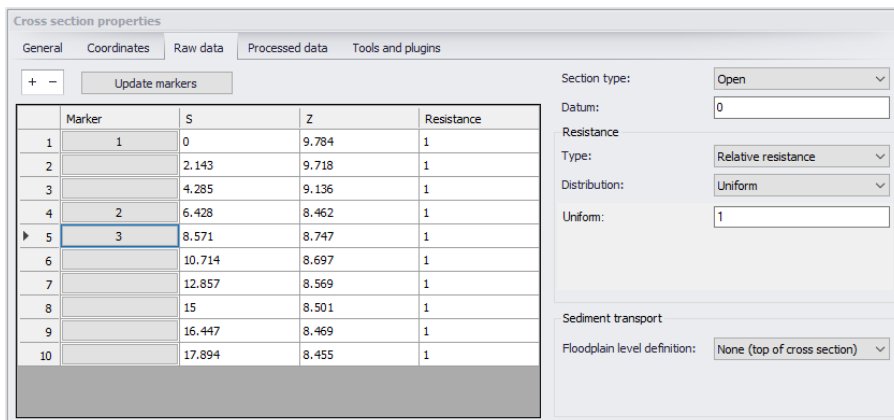 Cross section properties
General Coordinates Raw data Processed data Tools and plugins
+ − Update markers
Marker S Z Resistance
1 1 0 9.784 1
2 2.143 9.718 1
3 4.285 9.136 1
4 2 6.428 8.462 1
5 3 8.571 8.747 1
6 10.714 8.697 1
7 12.857 8.569 1
8 15 8.501 1
9 16.447 8.469 1
10 17.894 8.455 1
Section type: Open
Datum: 0
Resistance
Type: Relative resistance
Distribution: Uniform
Uniform: 1
Sediment transport
Floodplain level definition: None (top of cross section)